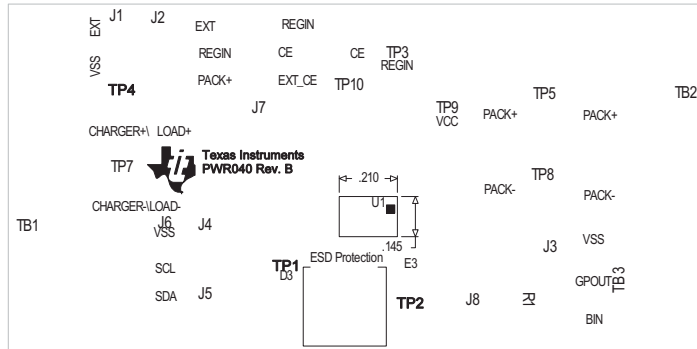 EXT
J1
J2
EXT
REGIN
VSS
REGIN
CE
CE
TP3
REGIN
TP4
PACK+
EXT_CE
TP10
J7
TP9
VCC
PACK+
TP5
PACK+
TB2
CHARGER+\ LOAD+
TP7
Texas Instruments
PWR040 Rev. B
.210
TP8
PACK-
PACK-
CHARGER-\LOAD-
U1
TB1
J6
VSS
J4
.145
J3
VSS
ESD Protection
E3
SCL
TP1
D3
GPOUT
TB3
SDA
J5
TP2
J8
R1
BIN